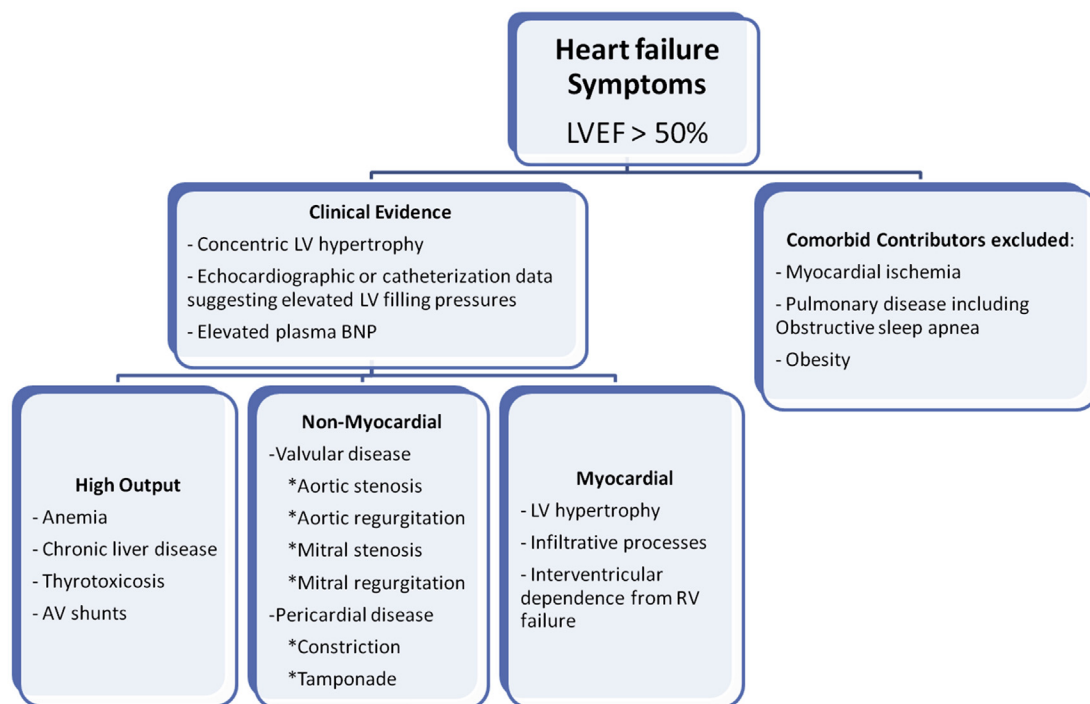 Heart failure
Symptoms
LVEF > 50%
Clinical Evidence
- Concentric LV hypertrophy
- Echocardiographic or catheterization data
suggesting elevated LV filling pressures
- Elevated plasma BNP
Comorbid Contributors excluded:
- Myocardial ischemia
- Pulmonary disease including
Obstructive sleep apnea
- Obesity
High Output
- Anemia
- Chronic liver disease
- Thyrotoxicosis
- AV shunts
Non-Myocardial
-Valvular disease
*Aortic stenosis
*Aortic regurgitation
*Mitral stenosis
*Mitral regurgitation
-Pericardial disease
*Constriction
*Tamponade
Myocardial
- LV hypertrophy
- Infiltrative processes
- Interventricular
dependence from RV
failure